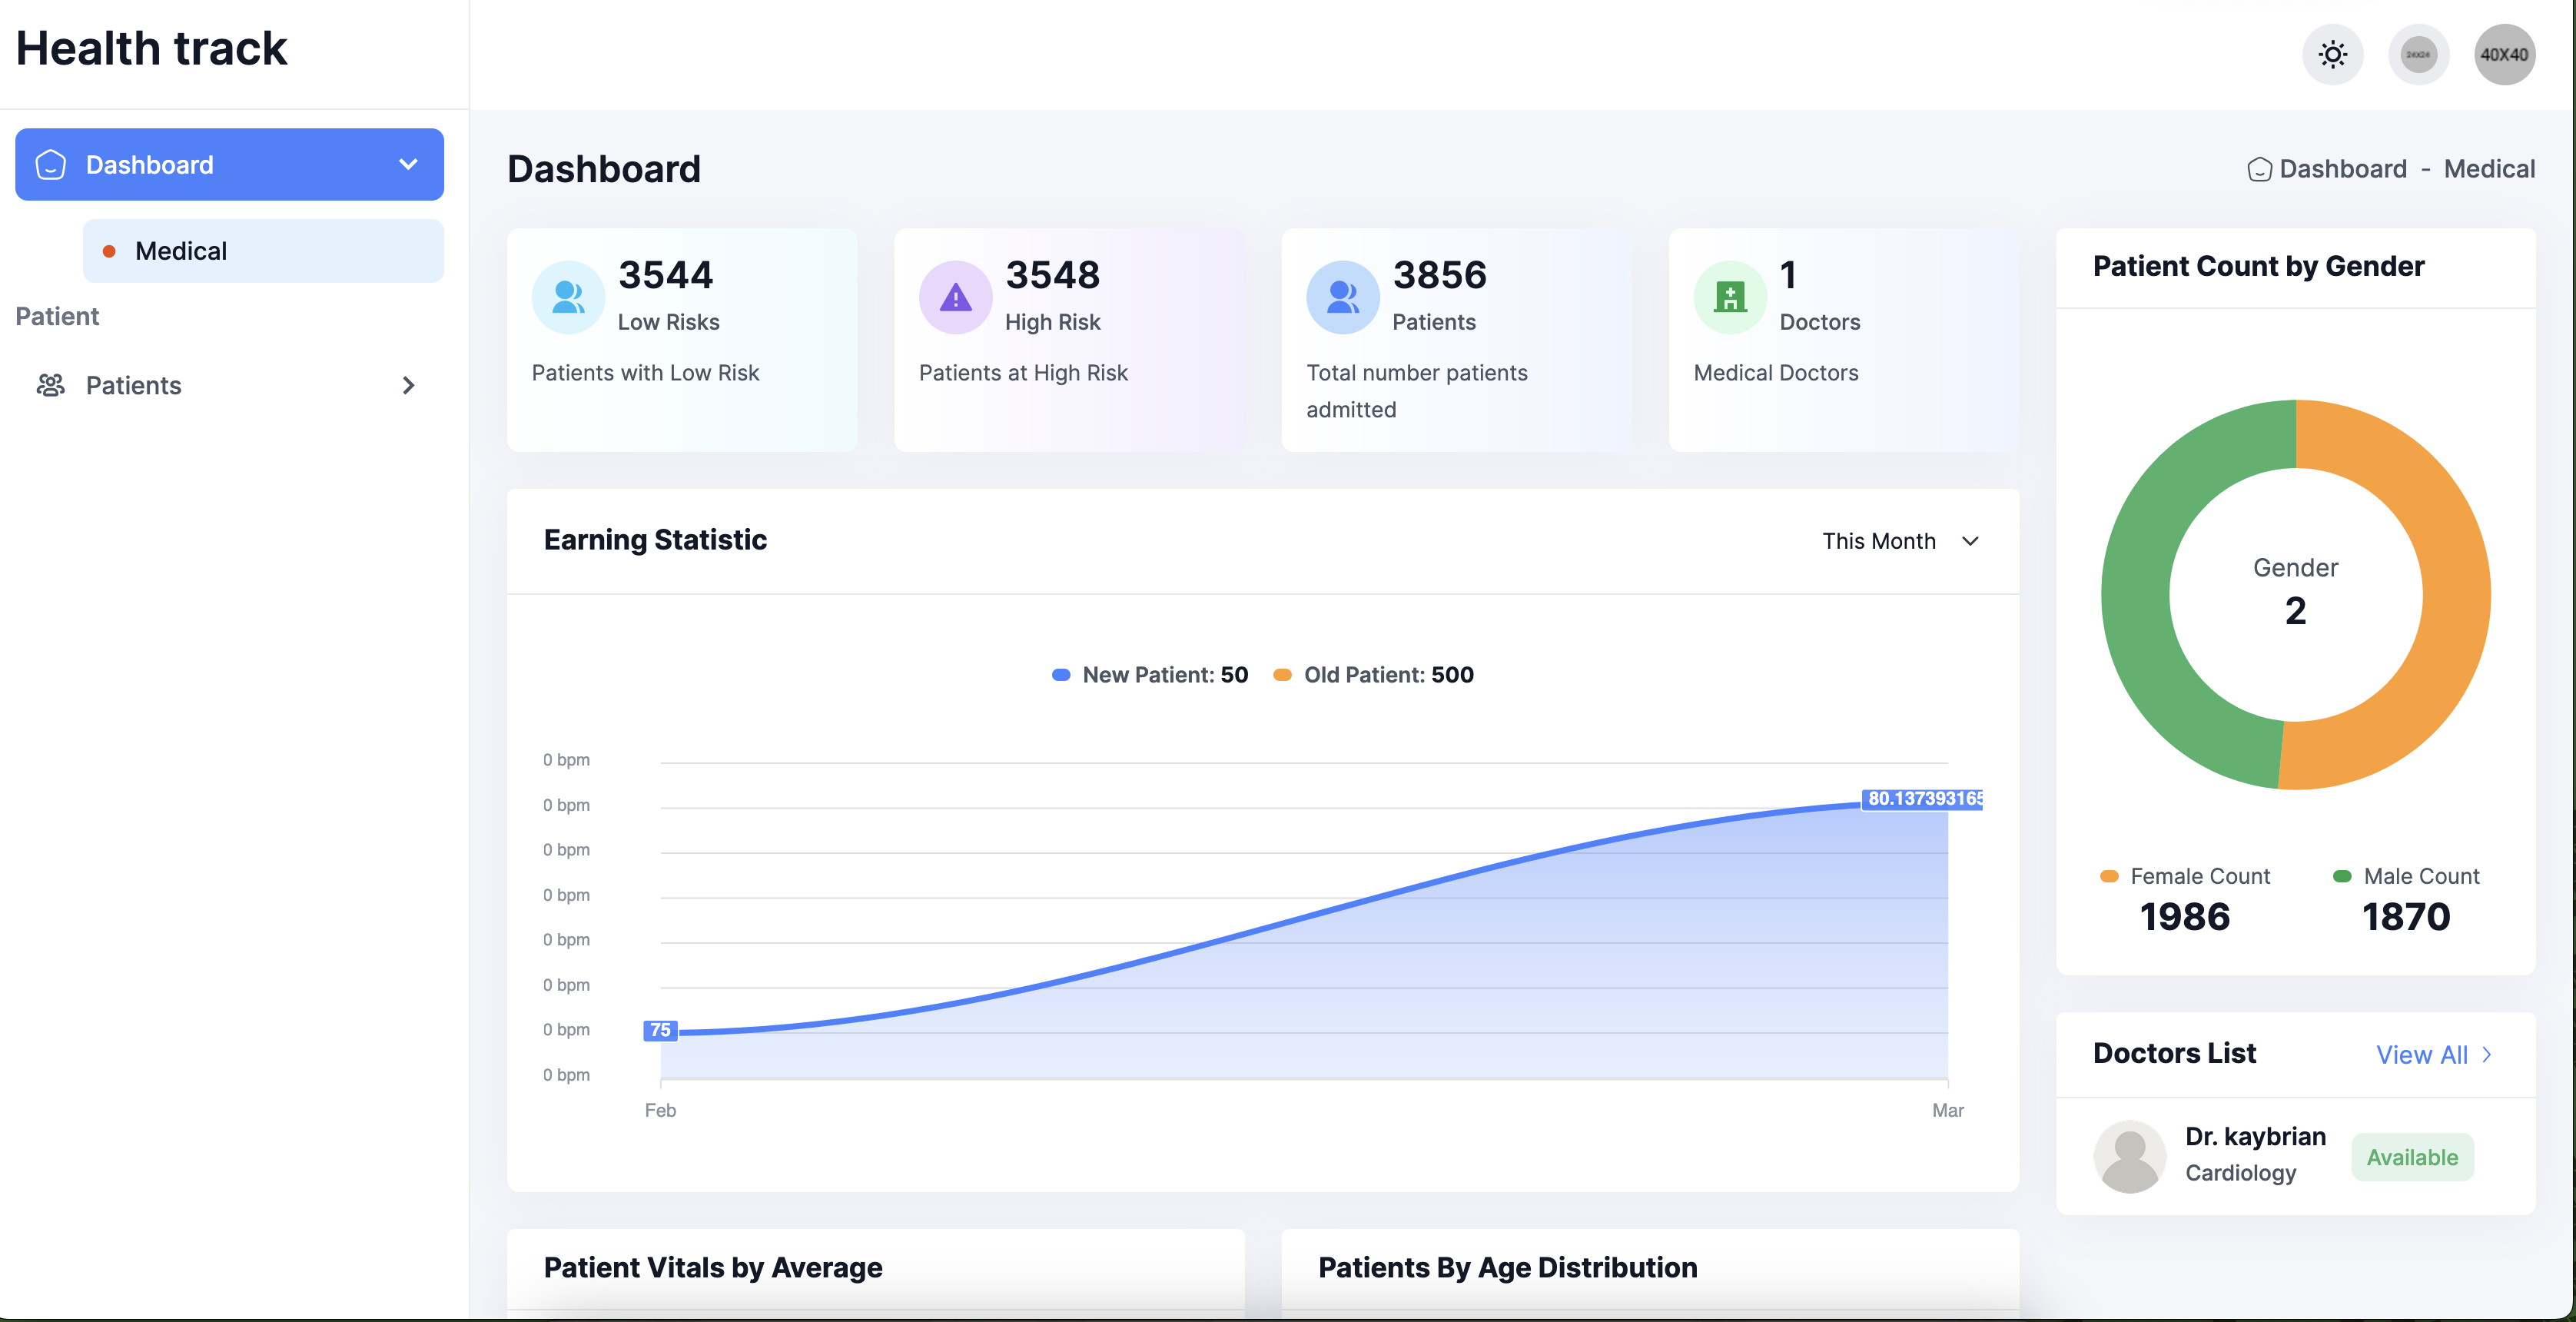 Health track
24X24
40X40
Dashboard
Medical
Patient
Patients
Dashboard
Dashboard - Medical
3544
Low Risks
Patients with Low Risk
3548
High Risk
Patients at High Risk
3856
Patients
Total number patients
admitted
1
Doctors
Medical Doctors
Earning Statistic
This Month
New Patient: 50
Old Patient: 500
0 bpm
0 bpm
0 bpm
0 bpm
0 bpm
0 bpm
0 bpm
0 bpm
75
80.137393165
Feb
Mar
Patient Count by Gender
Gender
2
Female Count
1986
Male Count
1870
Doctors List
View All
Dr. kaybrian
Cardiology
Available
Patient Vitals by Average
Patients By Age Distribution